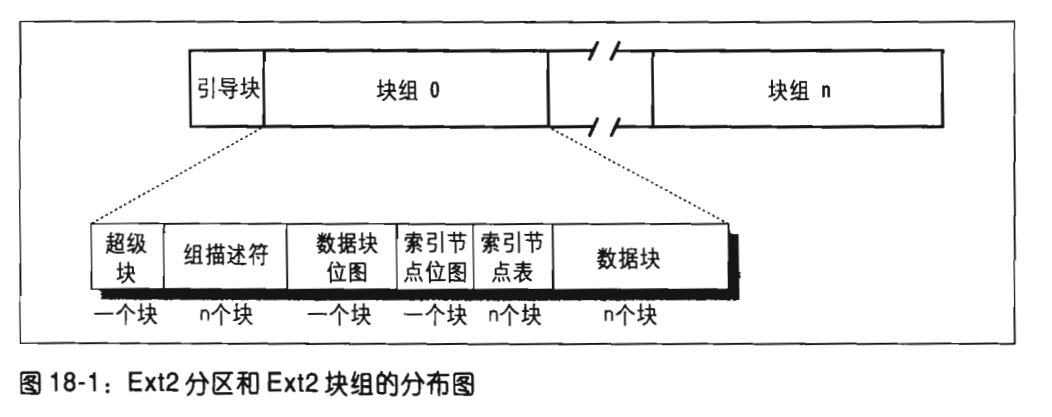 引导块 块组 0 块组 n
超级 数据块 索引节 索引节
组描述符 数据块
块 位图 点位图 点表
一个块 n个块 一个块 一个块 n个块 n个块
图 18-1：Ext2 分区和 Ext2 块组的分布图